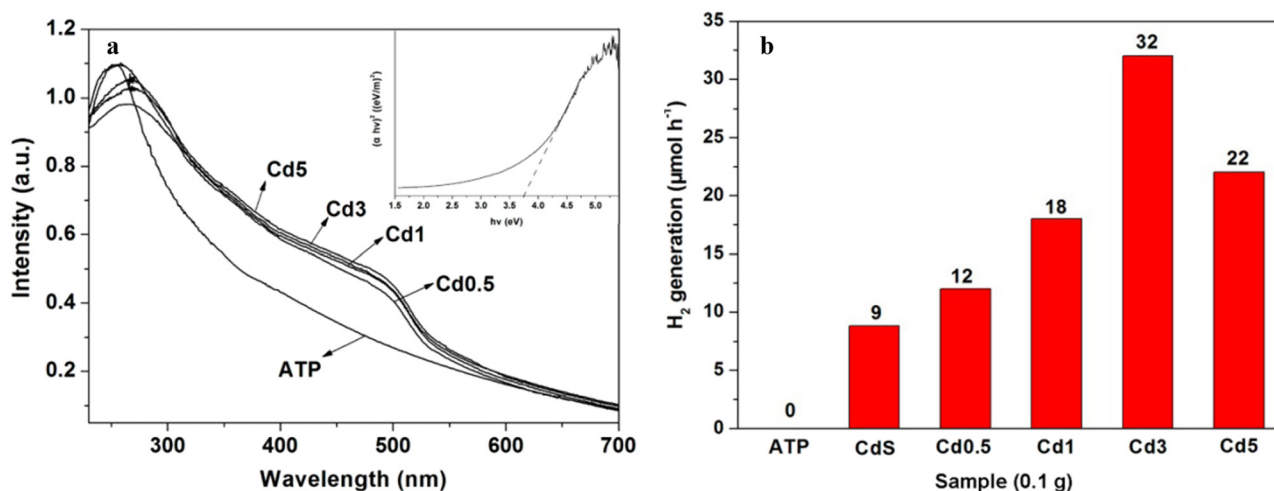 a
1.2
1.0
0.8
0.6
0.4
0.2
Intensity (a.u.)
300
400
500
600
700
Wavelength (nm)
Cd5
Cd3
Cd1
Cd0.5
ATP
(α hν)² ((eV/m)²)
1.5
2.0
2.5
3.0
3.5
4.0
4.5
5.0
hν (eV)
b
35
30
25
20
15
10
5
0
H₂ generation (μmol h⁻¹)
0
9
12
18
32
22
ATP
CdS
Cd0.5
Cd1
Cd3
Cd5
Sample (0.1 g)